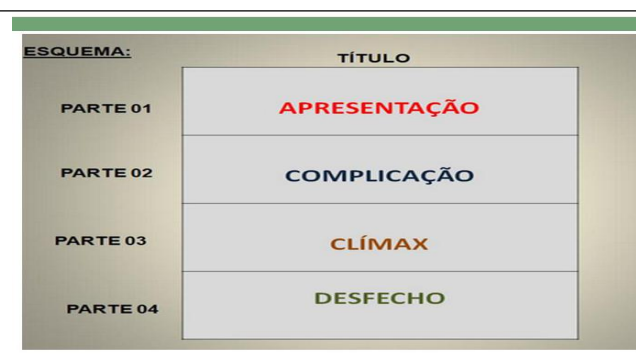 ESQUEMA:
TÍTULO
PARTE 01
APRESENTAÇÃO
PARTE 02
COMPLICAÇÃO
PARTE 03
CLÍMAX
PARTE 04
DESFECHO